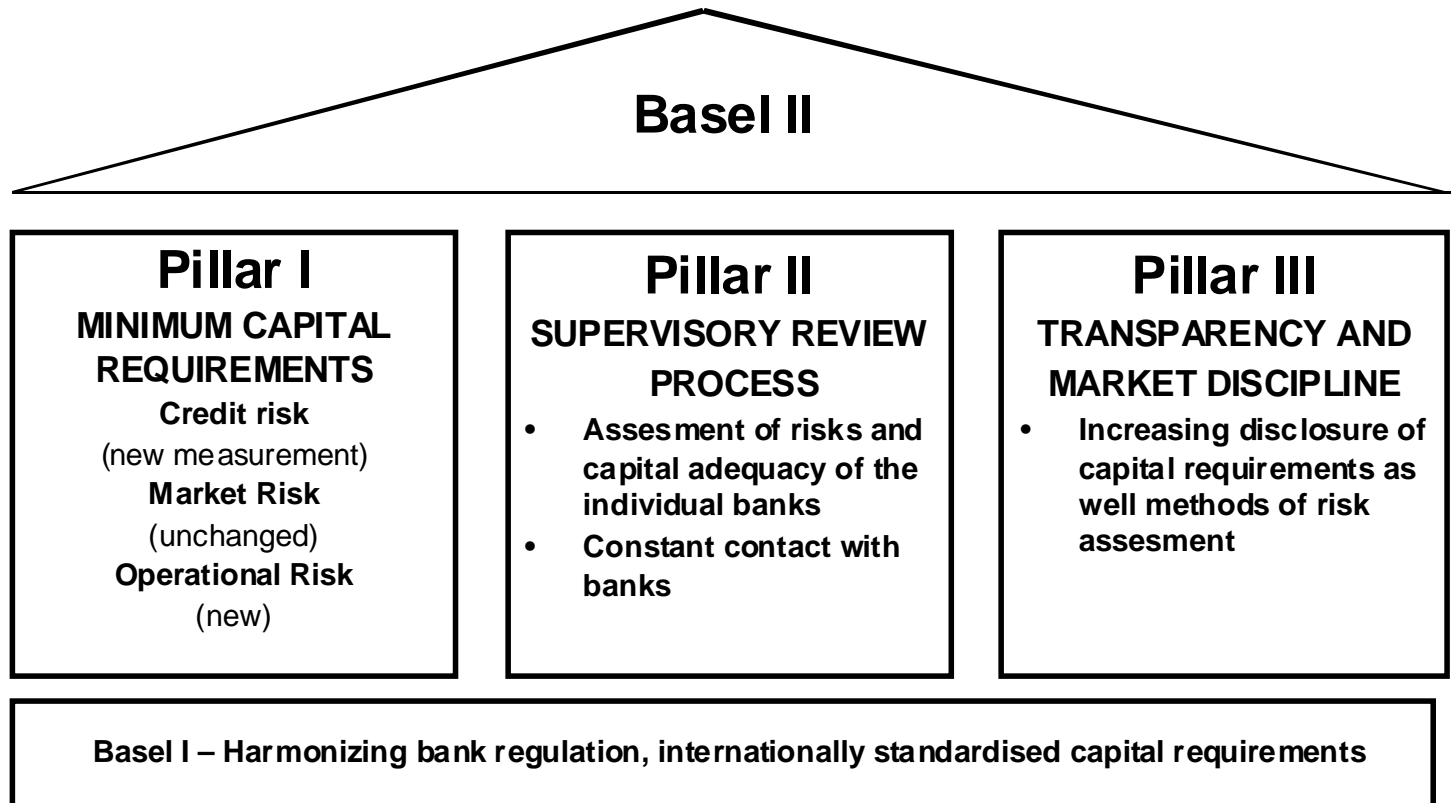 Basel II
Pillar I
MINIMUM CAPITAL
REQUIREMENTS
Credit risk
(new measurement)
Market Risk
(unchanged)
Operational Risk
(new)
Pillar II
SUPERVISORY REVIEW
PROCESS
• Assesment of risks and
capital adequacy of the
individual banks
• Constant contact with
banks
Pillar III
TRANSPARENCY AND
MARKET DISCIPLINE
• Increasing disclosure of
capital requirements as
well methods of risk
assesment
Basel I – Harmonizing bank regulation, internationally standardised capital requirements